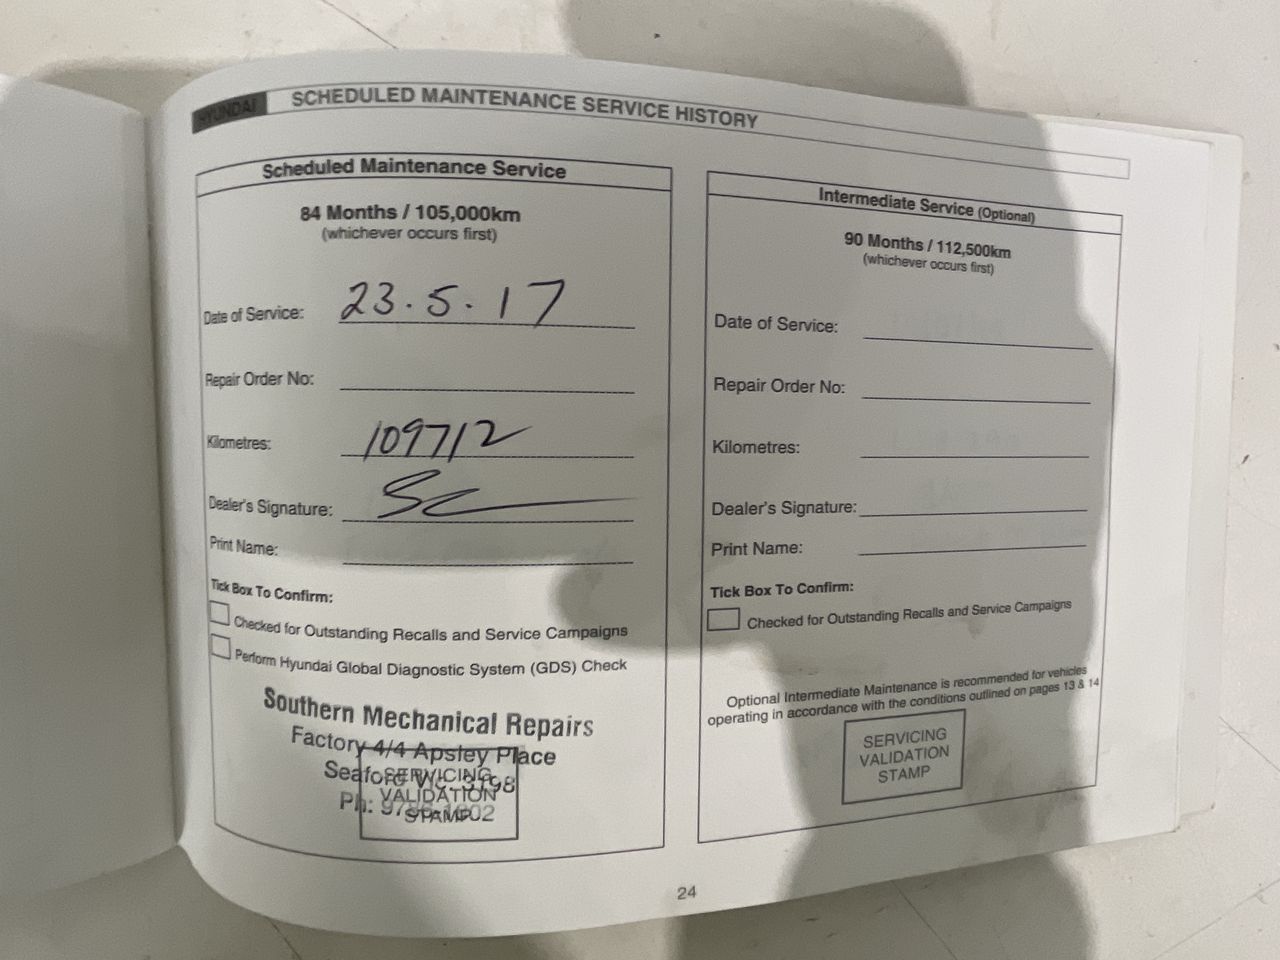 HYUNDAI
SCHEDULED MAINTENANCE SERVICE HISTORY
Scheduled Maintenance Service
84 Months / 105,000km
(whichever occurs first)
Date of Service: 23.5.17
Repair Order No:
Kilometres: 109712
Dealer's Signature:
Print Name:
Tick Box To Confirm:
Checked for Outstanding Recalls and Service Campaigns
Perform Hyundai Global Diagnostic System (GDS) Check
Southern Mechanical Repairs
Factory 4/4 Apsley Place
Seaford Vic. 3198
Ph:
SERVICING
VALIDATION
STAMP
Intermediate Service (Optional)
90 Months / 112,500km
(whichever occurs first)
Date of Service:
Repair Order No:
Kilometres:
Dealer's Signature:
Print Name:
Tick Box To Confirm:
Checked for Outstanding Recalls and Service Campaigns
Optional Intermediate Maintenance is recommended for vehicles
operating in accordance with the conditions outlined on pages 13 & 14
SERVICING
VALIDATION
STAMP
24